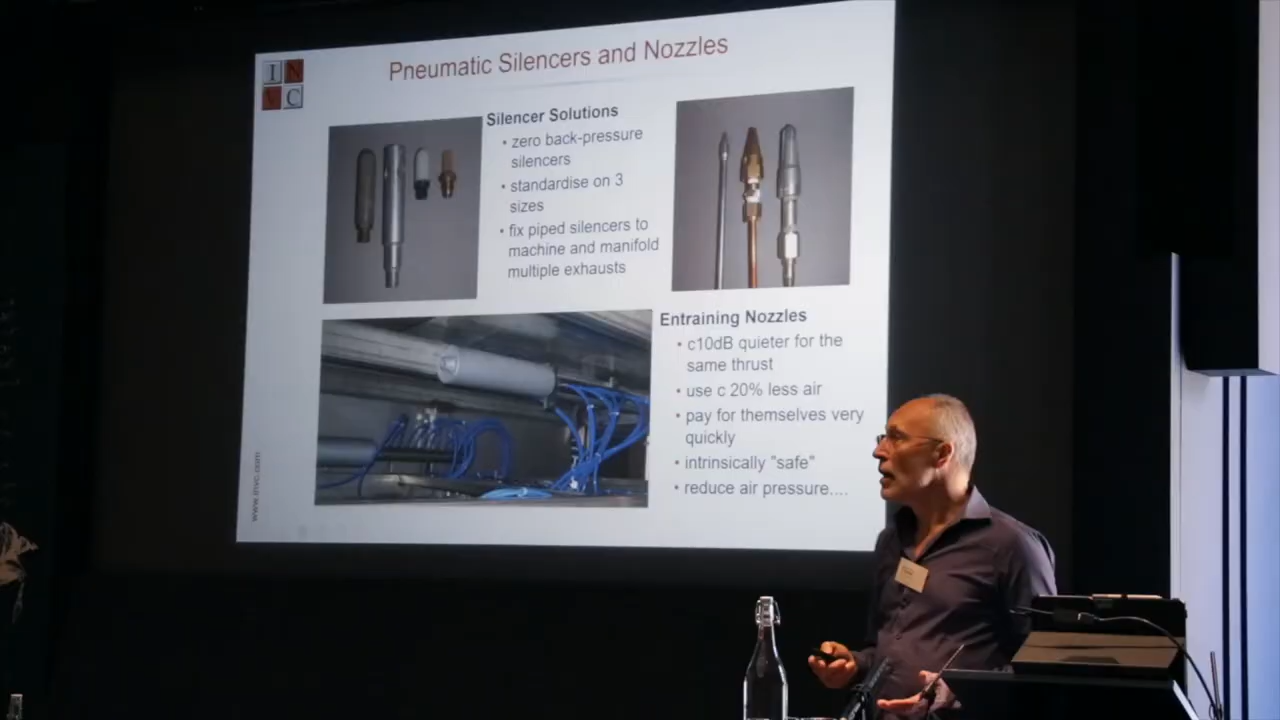 I N
V C
Pneumatic Silencers and Nozzles
Silencer Solutions
• zero back-pressure
silencers
• standardise on 3
sizes
• fix piped silencers to
machine and manifold
multiple exhausts
Entraining Nozzles
• c10dB quieter for the
same thrust
• use c 20% less air
• pay for themselves very
quickly
• intrinsically "safe"
• reduce air pressure....
www.invc.com